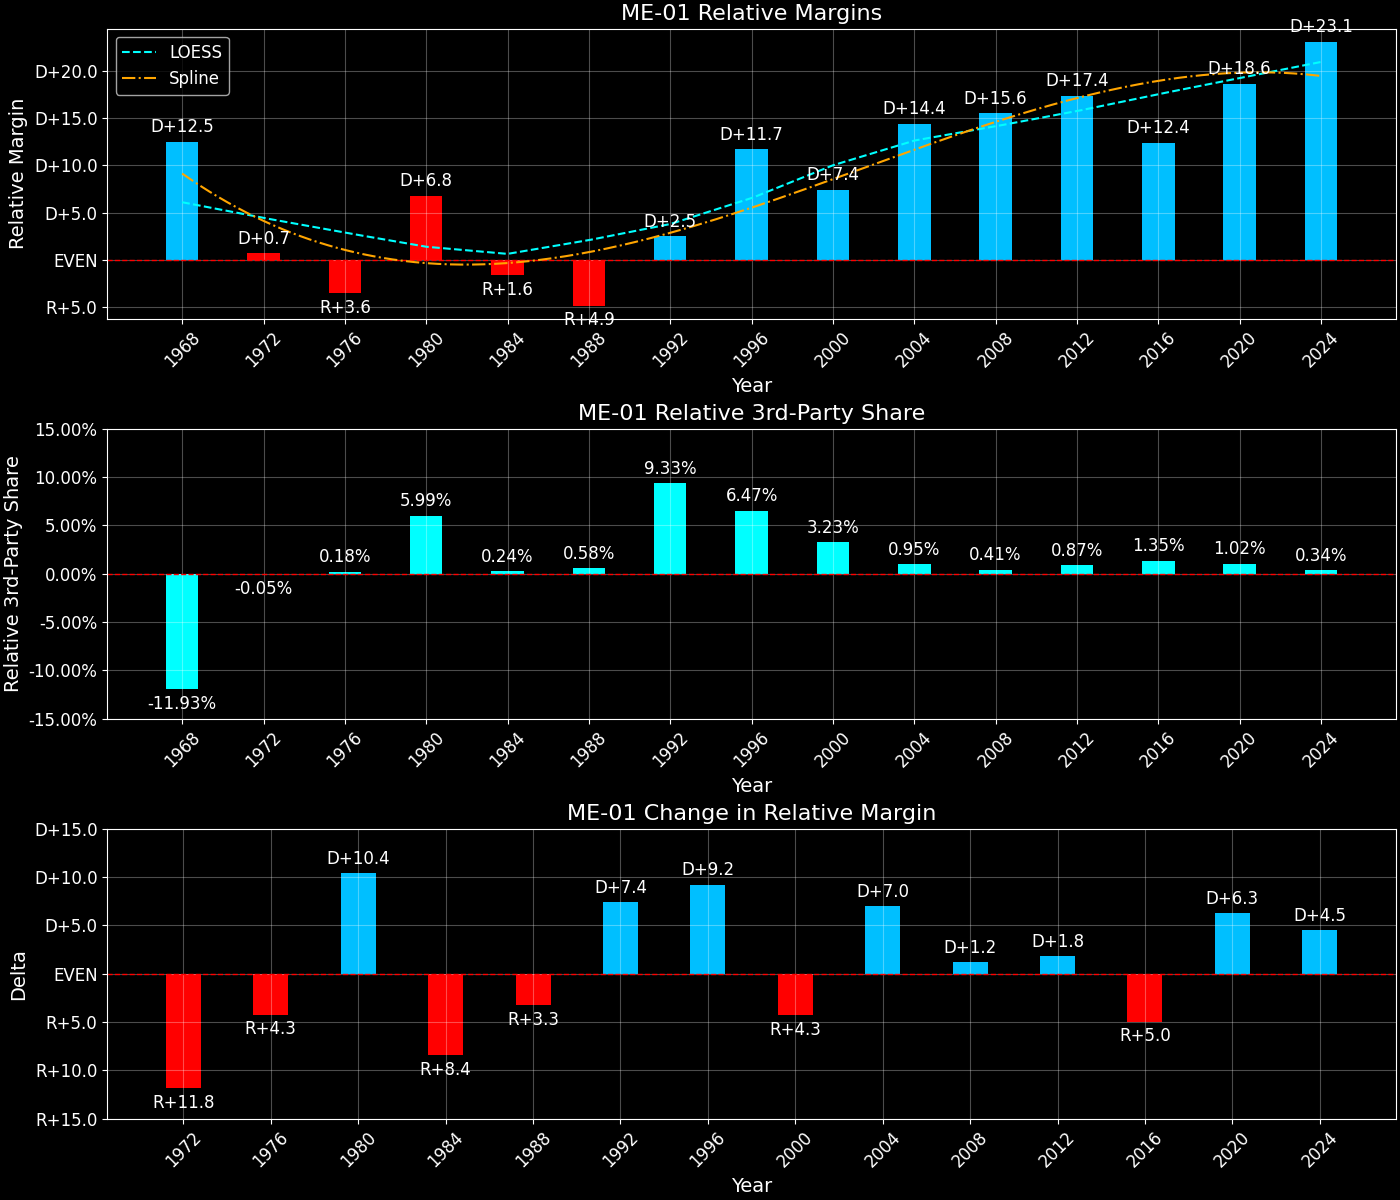 ME-01 Relative Margins
LOESS
Spline
Relative Margin
D+20.0
D+15.0
D+10.0
D+5.0
EVEN
R+5.0
D+12.5
D+0.7
R+3.6
D+6.8
R+1.6
R+4.9
D+2.5
D+11.7
D+7.4
D+14.4
D+15.6
D+17.4
D+12.4
D+18.6
D+23.1
1968
1972
1976
1980
1984
1988
1992
1996
2000
2004
2008
2012
2016
2020
2024
Year
ME-01 Relative 3rd-Party Share
Relative 3rd-Party Share
15.00%
10.00%
5.00%
0.00%
-5.00%
-10.00%
-15.00%
-11.93%
-0.05%
0.18%
5.99%
0.24%
0.58%
9.33%
6.47%
3.23%
0.95%
0.41%
0.87%
1.35%
1.02%
0.34%
1968
1972
1976
1980
1984
1988
1992
1996
2000
2004
2008
2012
2016
2020
2024
Year
ME-01 Change in Relative Margin
Delta
D+15.0
D+10.0
D+5.0
EVEN
R+5.0
R+10.0
R+15.0
R+11.8
R+4.3
D+10.4
R+8.4
R+3.3
D+7.4
D+9.2
R+4.3
D+7.0
D+1.2
D+1.8
R+5.0
D+6.3
D+4.5
1972
1976
1980
1984
1988
1992
1996
2000
2004
2008
2012
2016
2020
2024
Year